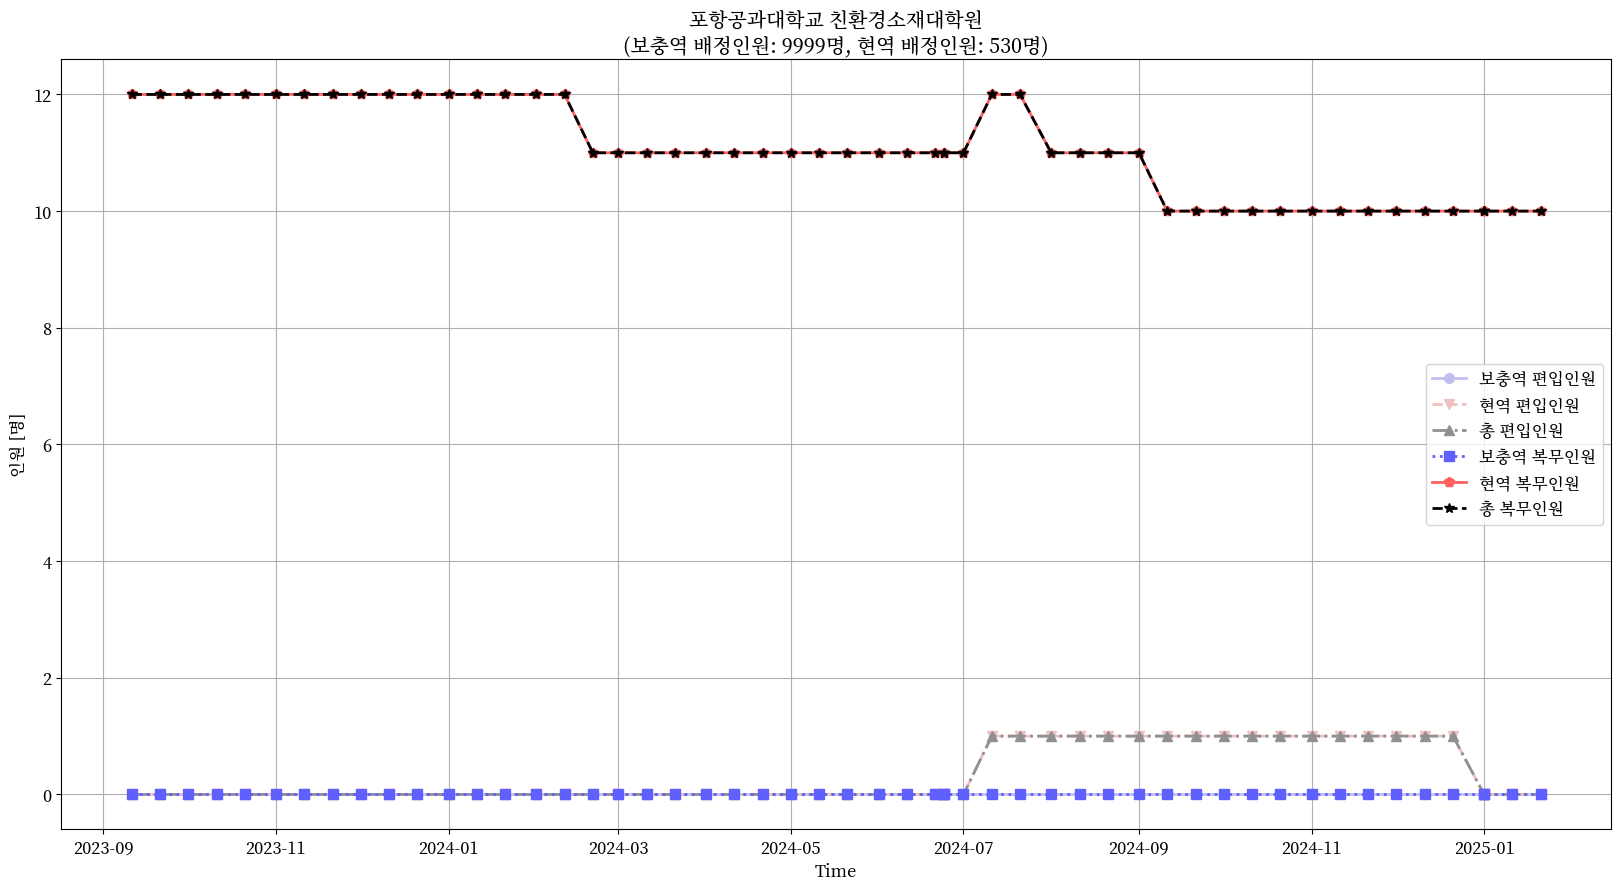 포항공과대학교 친환경소재대학원
(보충역 배정인원: 9999명, 현역 배정인원: 530명)
12
10
8
6
4
2
0
인원 [명]
보충역 편입인원
현역 편입인원
총 편입인원
보충역 복무인원
현역 복무인원
총 복무인원
2023-09 2023-11 2024-01 2024-03 2024-05 2024-07 2024-09 2024-11 2025-01
Time